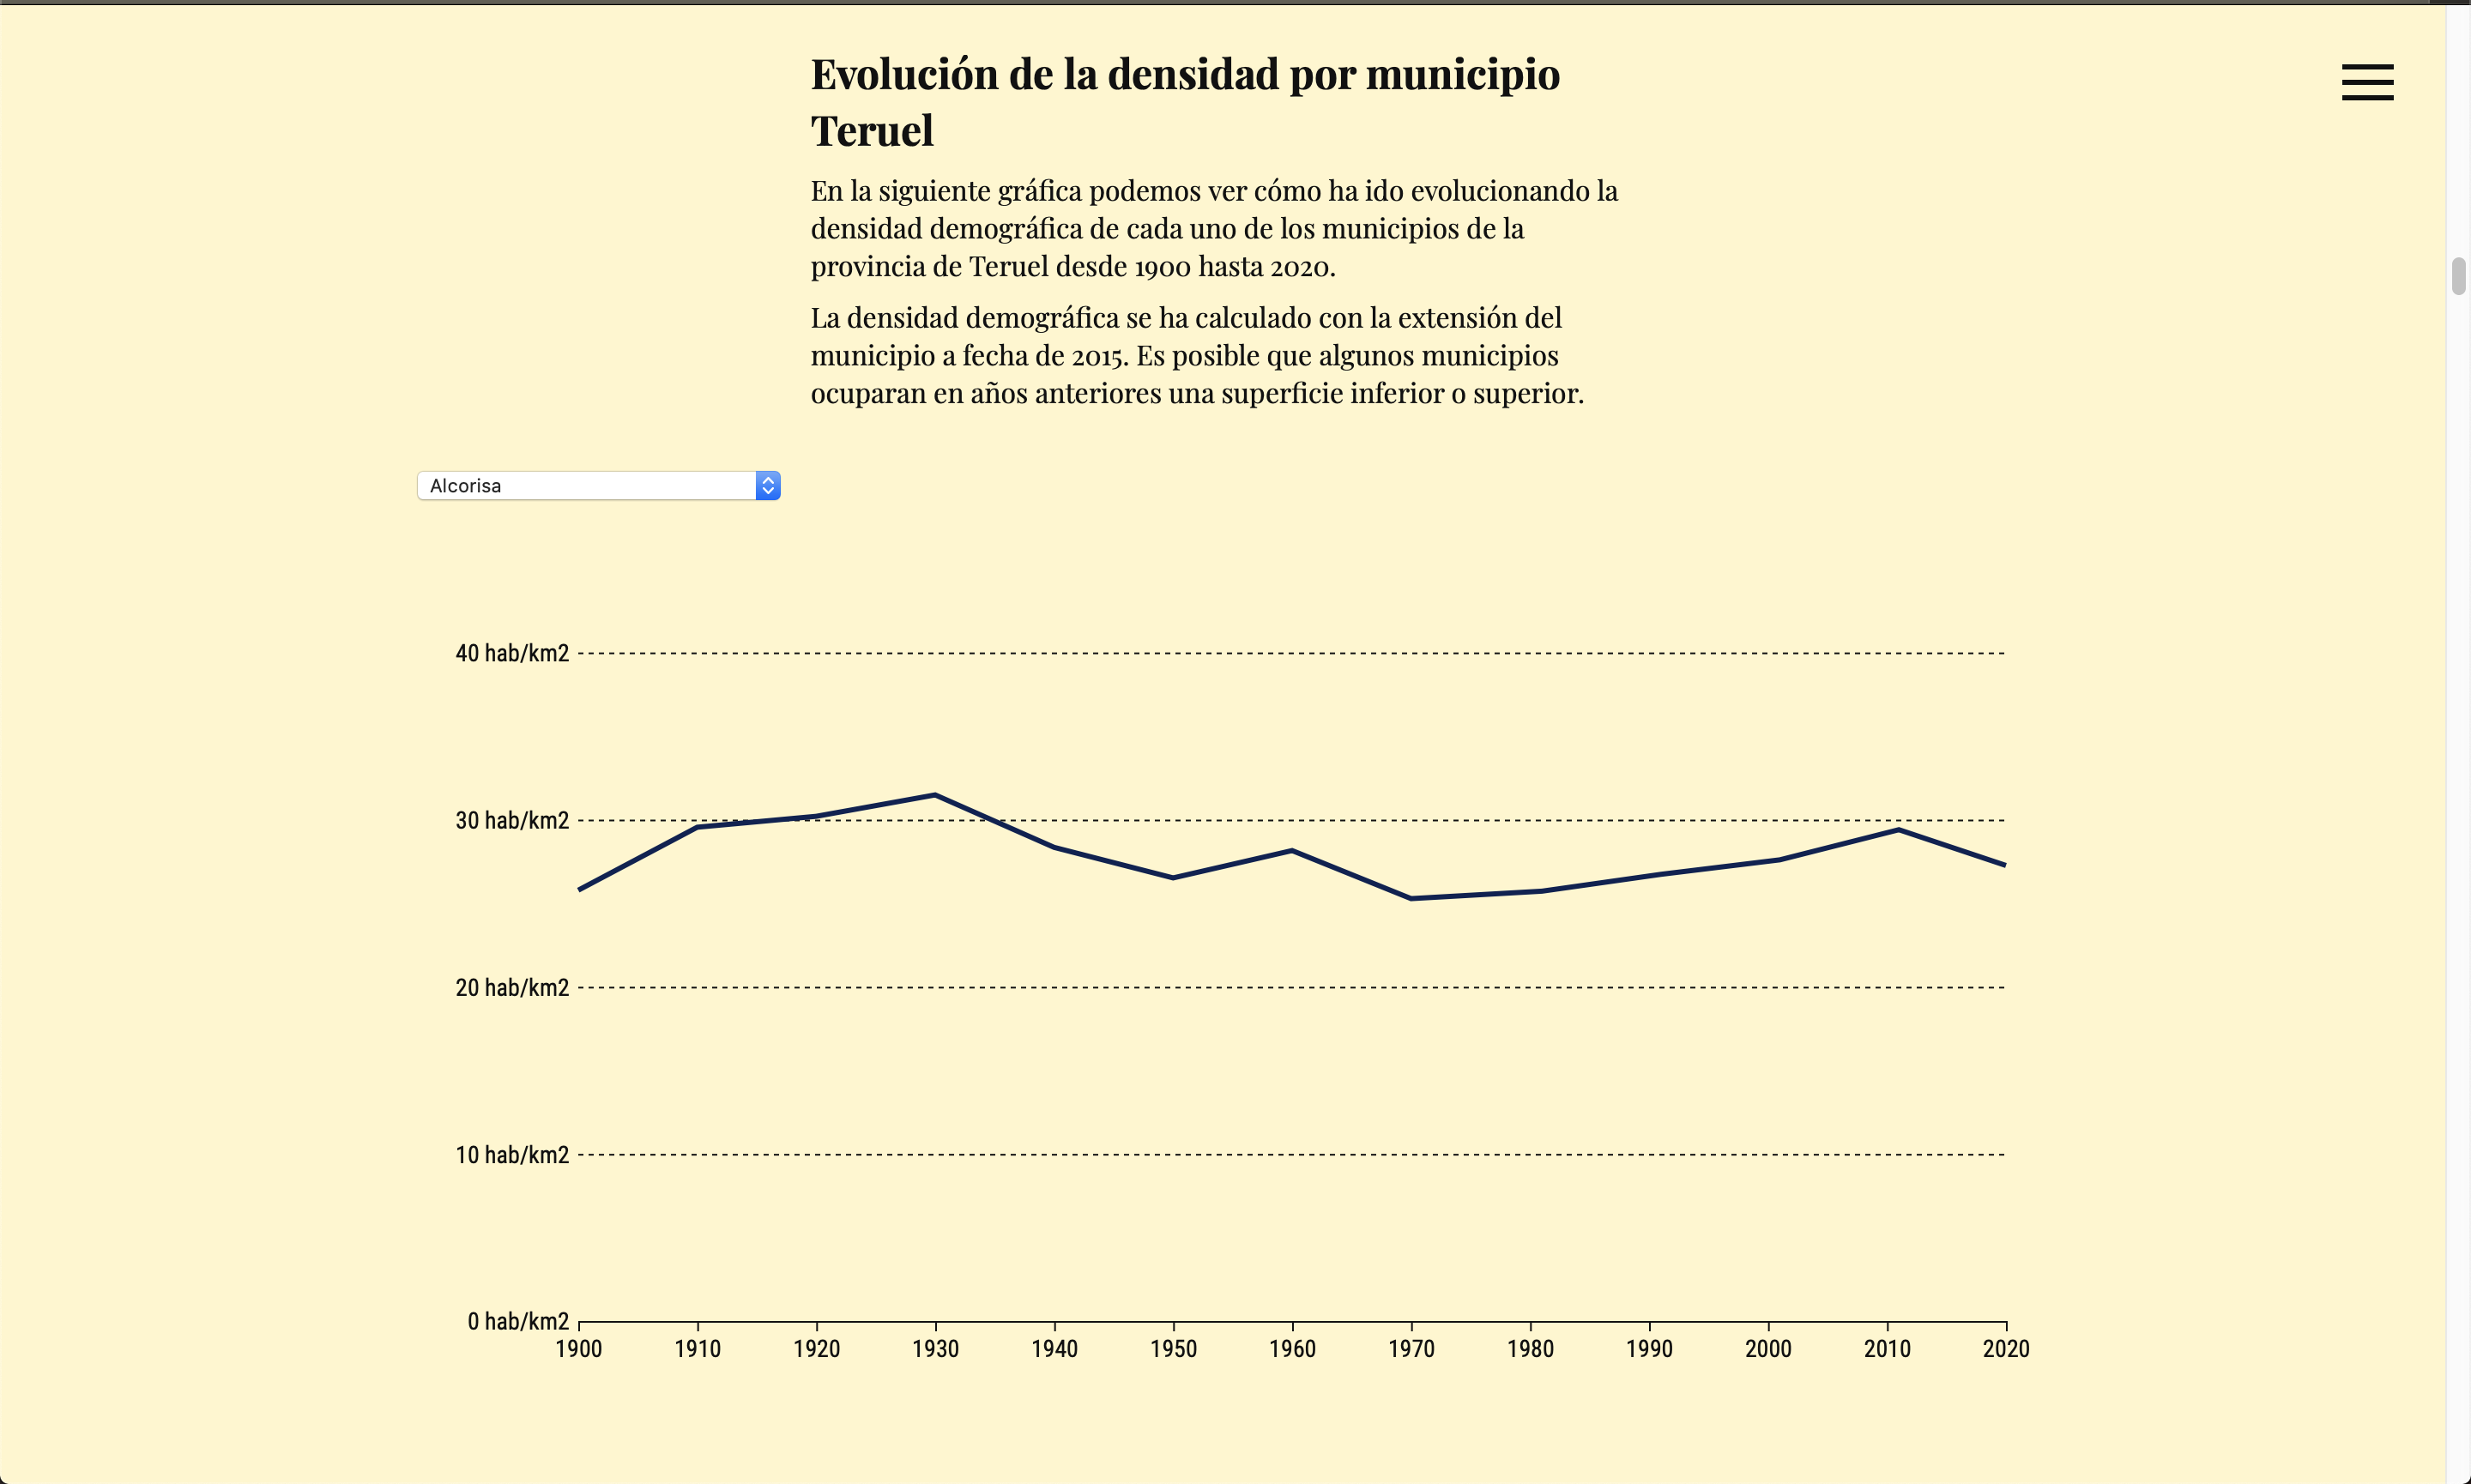 Evolución de la densidad por municipio
Teruel
En la siguiente gráfica podemos ver cómo ha ido evolucionando la
densidad demográfica de cada uno de los municipios de la
provincia de Teruel desde 1900 hasta 2020.
La densidad demográfica se ha calculado con la extensión del
municipio a fecha de 2015. Es posible que algunos municipios
ocuparan en años anteriores una superficie inferior o superior.
Alcorisa
40 hab/km2
30 hab/km2
20 hab/km2
10 hab/km2
0 hab/km2
1900 1910 1920 1930 1940 1950 1960 1970 1980 1990 2000 2010 2020